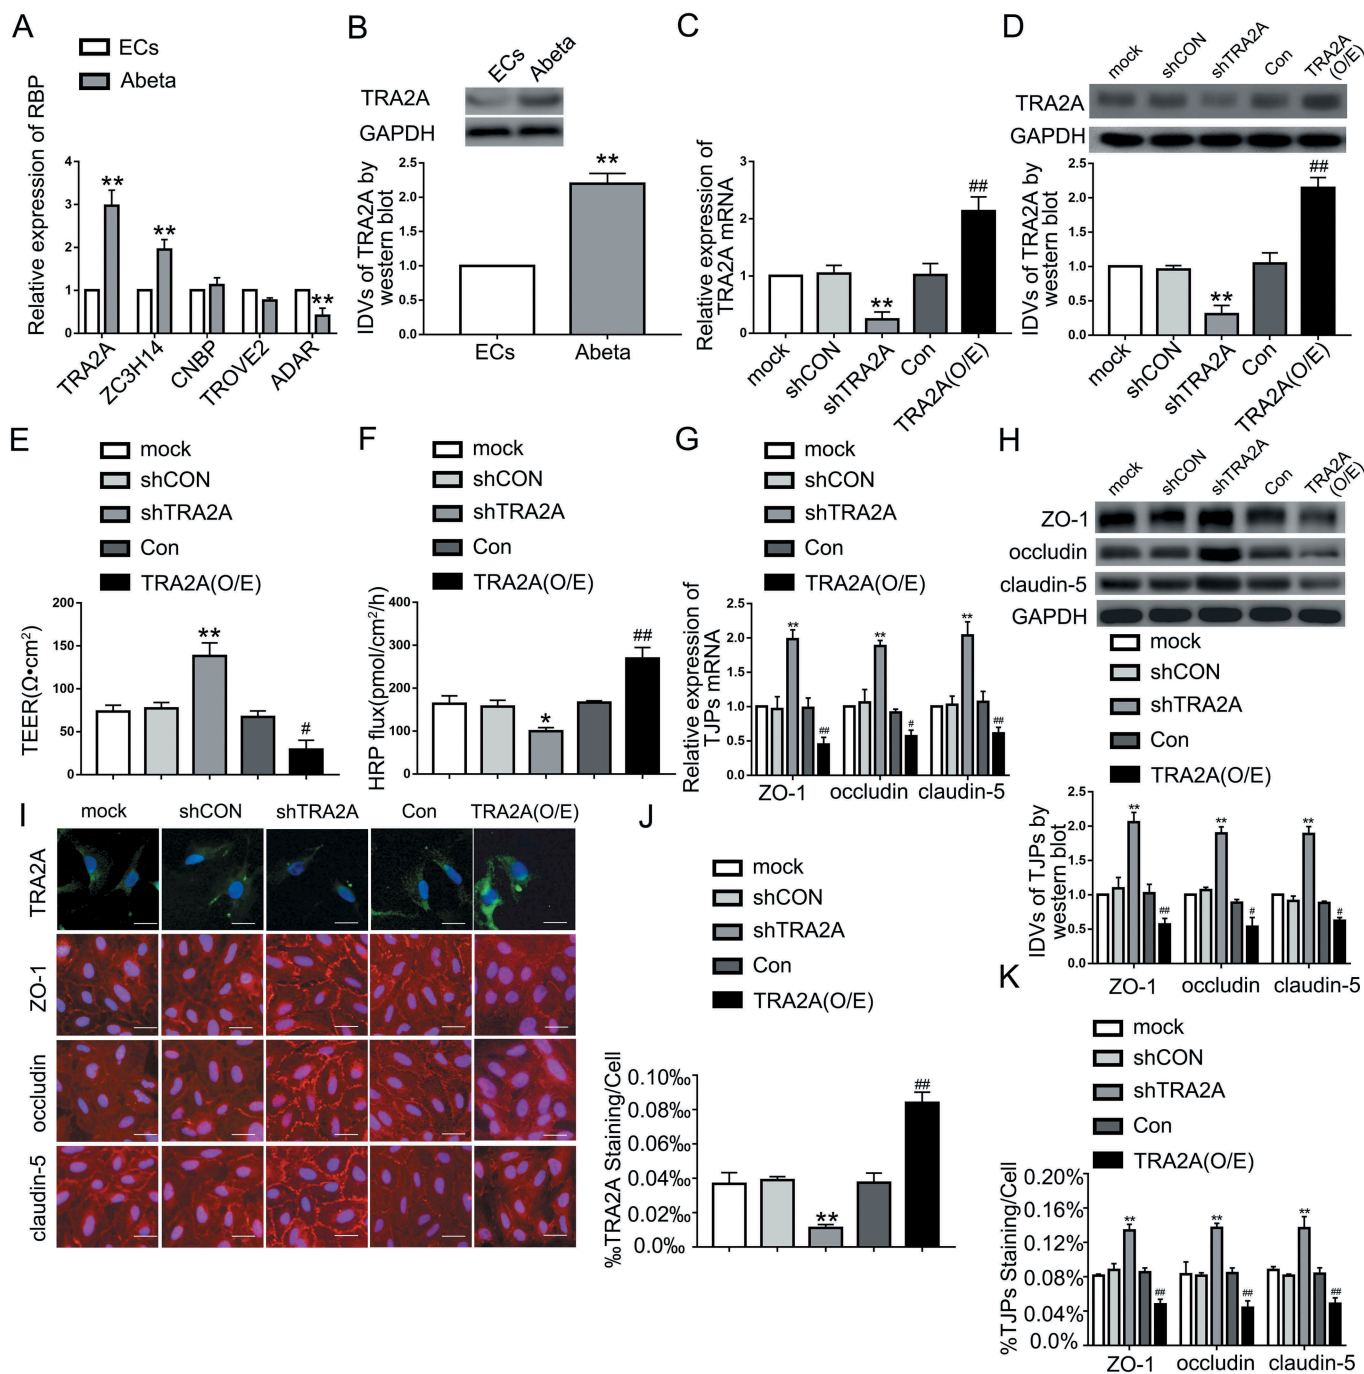 A
ECs
Abeta
Relative expression of RBP
4
3
2
1
0
**
**
**
TRA2A
ZC3H14
CNBP
TROVE2
ADAR
B
ECs
Abeta
TRA2A
GAPDH
IDVs of TRA2A by
western blot
2.5
2.0
1.5
1.0
0.5
0.0
**
ECs
Abeta
C
Relative expression of
TRA2A mRNA
3
2
1
0
**
##
mock
shCON
shTRA2A
Con
TRA2A(O/E)
D
mock
shCON
shTRA2A
Con
TRA2A
(O/E)
TRA2A
GAPDH
IDVs of TRA2A by
western blot
2.5
2.0
1.5
1.0
0.5
0.0
**
##
mock
shCON
shTRA2A
Con
TRA2A(O/E)
E
mock
shCON
shTRA2A
Con
TRA2A(O/E)
TEER(Ω•cm²)
200
150
100
50
0
**
#
F
mock
shCON
shTRA2A
Con
TRA2A(O/E)
HRP flux(pmol/cm²/h)
400
300
200
100
0
*
##
G
mock
shCON
shTRA2A
Con
TRA2A(O/E)
Relative expression of
TJPs mRNA
2.5
2.0
1.5
1.0
0.5
0.0
**
##
**
#
**
##
ZO-1
occludin
claudin-5
H
mock
shCON
shTRA2A
Con
TRA2A
(O/E)
ZO-1
occludin
claudin-5
GAPDH
mock
shCON
shTRA2A
Con
TRA2A(O/E)
IDVs of TJPs by
western blot
2.5
2.0
1.5
1.0
0.5
0.0
**
##
**
#
**
#
ZO-1
occludin
claudin-5
I
mock
shCON
shTRA2A
Con
TRA2A(O/E)
TRA2A
ZO-1
occludin
claudin-5
J
mock
shCON
shTRA2A
Con
TRA2A(O/E)
‰TRA2A Staining/Cell
0.10‰
0.08‰
0.06‰
0.04‰
0.02‰
0.0‰
**
##
K
mock
shCON
shTRA2A
Con
TRA2A(O/E)
%TJPs Staining/Cell
0.20%
0.16%
0.12%
0.08%
0.04%
0.0%
**
##
**
##
**
##
ZO-1
occludin
claudin-5